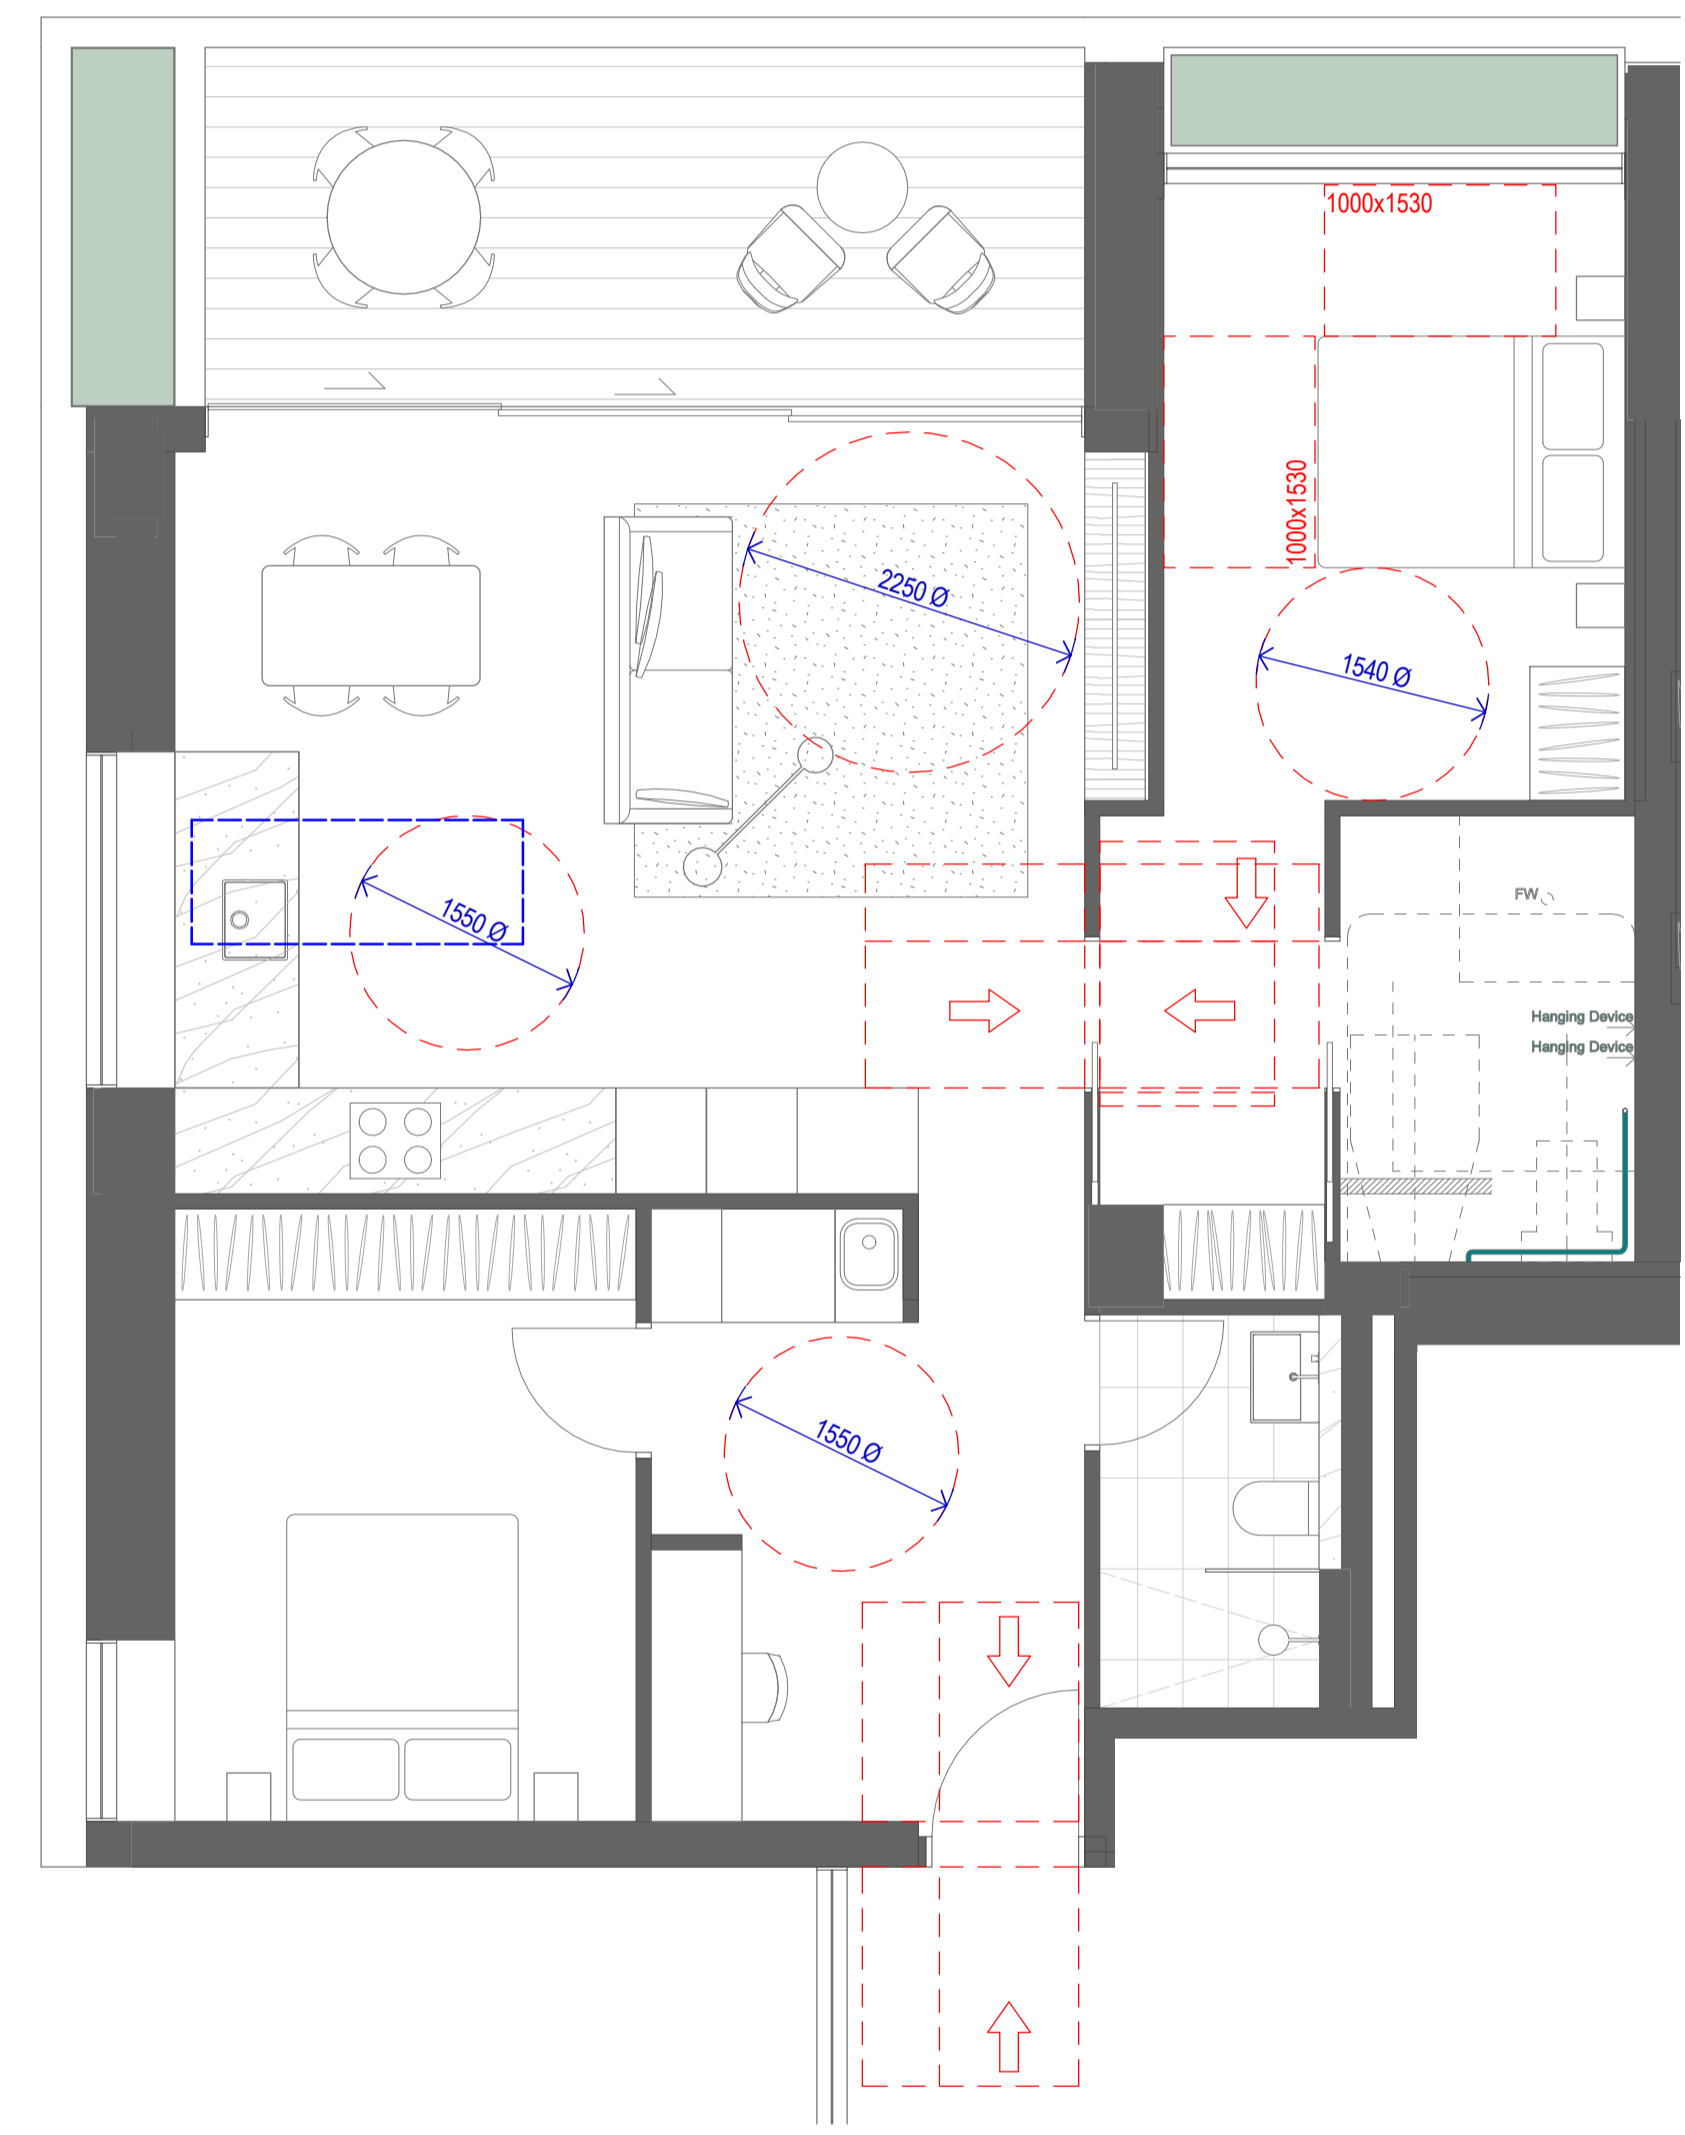 1000x1530
1000x1530
2250 Ø
1540 Ø
1550 Ø
FW
Hanging Device
Hanging Device
1550 Ø